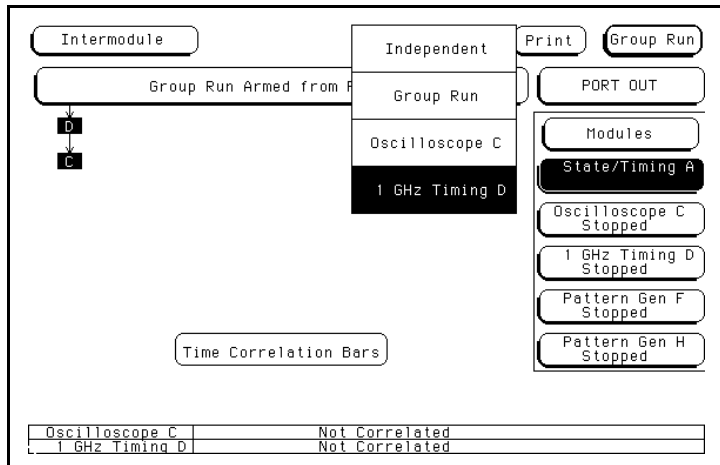 Intermodule
Print
Group Run
Group Run Armed from
PORT OUT
Independent
Group Run
Oscilloscope C
1 GHz Timing D
D
C
Modules
State/Timing A
Oscilloscope C
Stopped
1 GHz Timing D
Stopped
Pattern Gen F
Stopped
Pattern Gen H
Stopped
Time Correlation Bars
Oscilloscope C Not Correlated
1 GHz Timing D Not Correlated